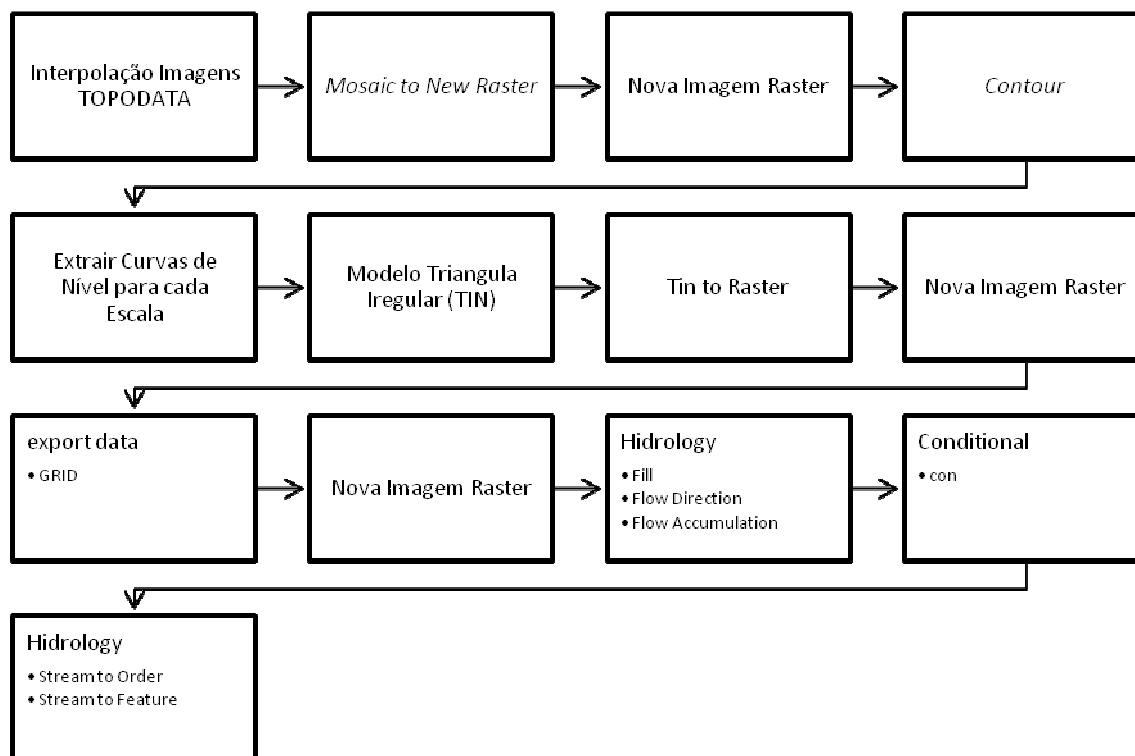 Interpolação Imagens
TOPODATA
Mosaic to New Raster
Nova Imagem Raster
Contour
Extrair Curvas de
Nível para cada
Escala
Modelo Triangula
Iregular (TIN)
Tin to Raster
Nova Imagem Raster
export data
• GRID
Nova Imagem Raster
Hidrology
• Fill
• Flow Direction
• Flow Accumulation
Conditional
• con
Hidrology
• Stream to Order
• Stream to Feature